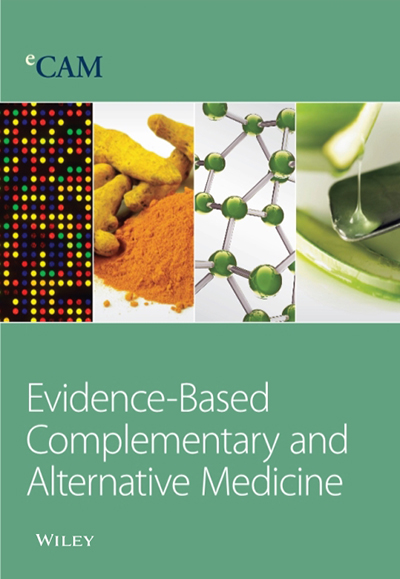 eCAM
Evidence-Based
Complementary and
Alternative Medicine
WILEY